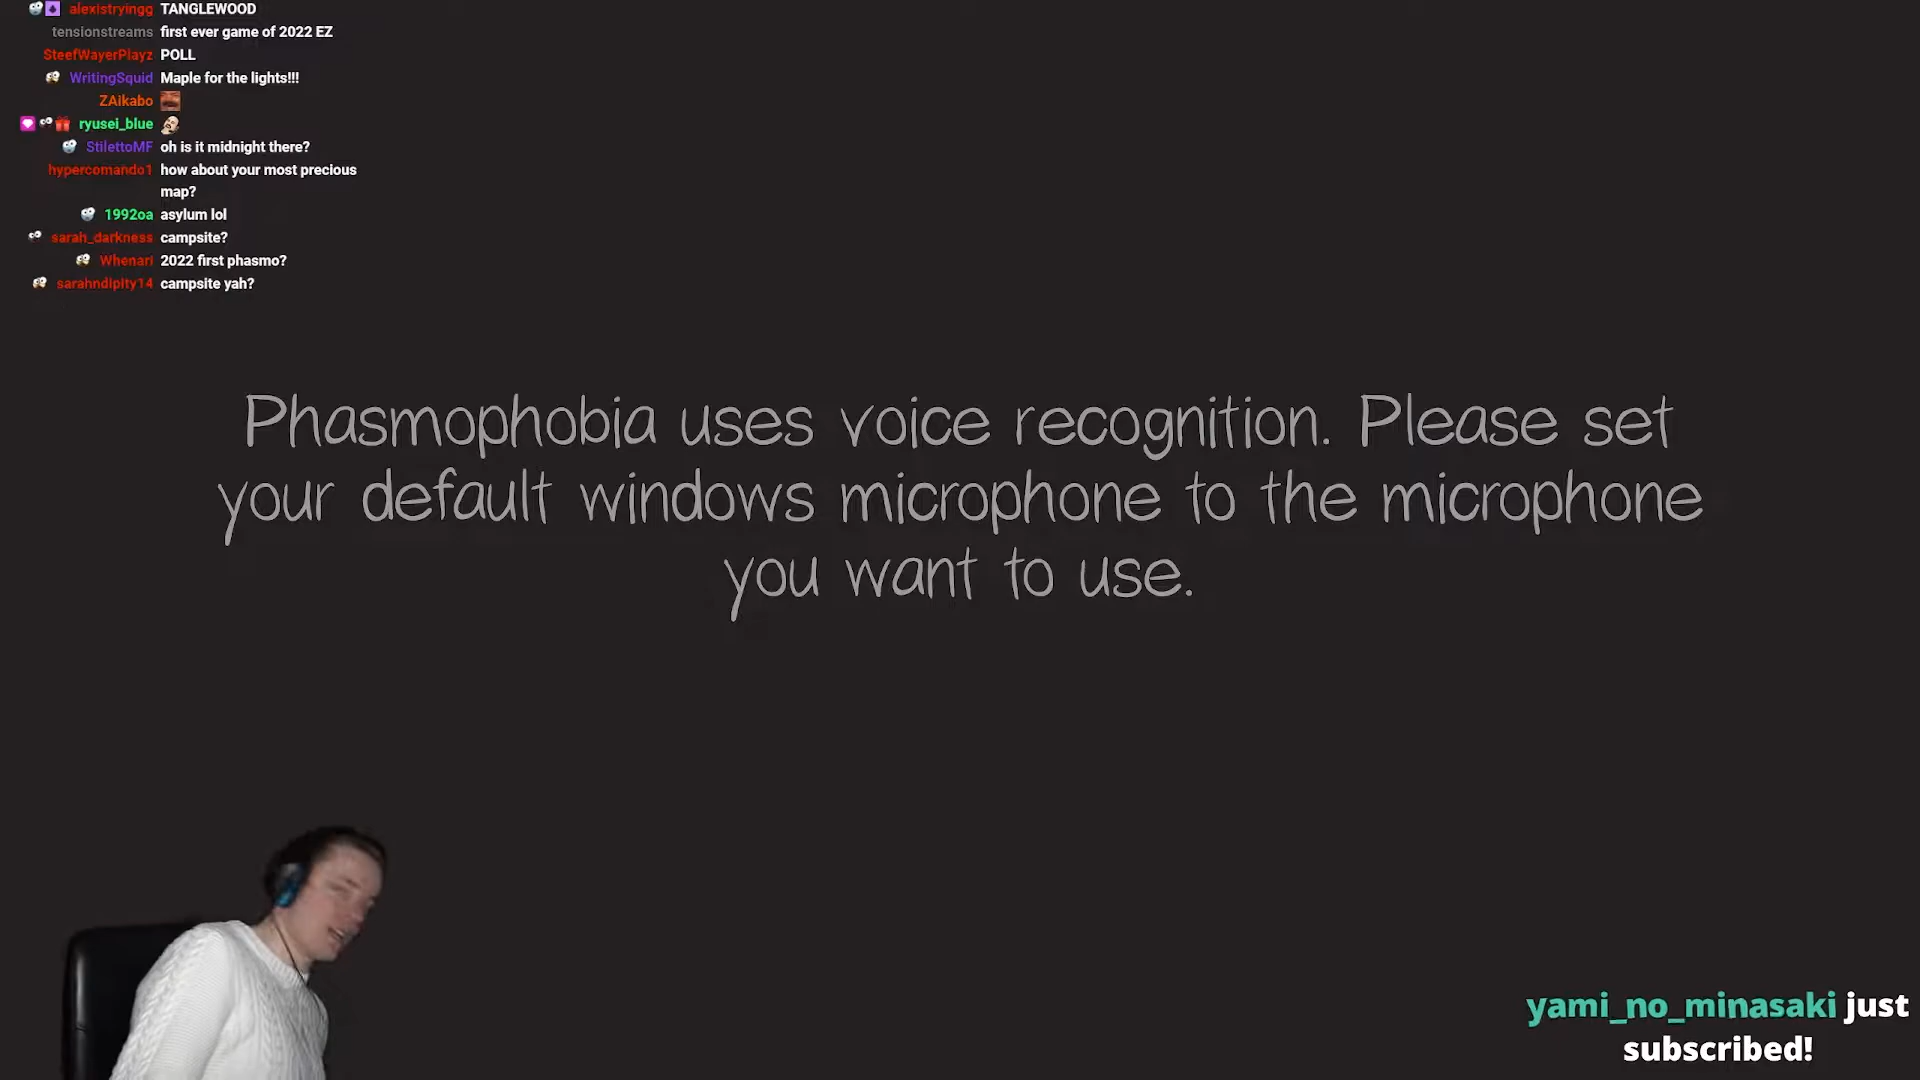 alexistryingg TANGLEWOOD
tensionstreams first ever game of 2022 EZ
SteefWayerPlayz POLL
WritingSquid Maple for the lights!!!
ZAikabo
ryusei_blue
StilettoMF oh is it midnight there?
hypercomando1 how about your most precious
map?
1992oa asylum lol
sarah_darkness campsite?
Whenari 2022 first phasmo?
sarahndipity14 campsite yah?
Phasmophobia uses voice recognition. Please set
your default windows microphone to the microphone
you want to use.
yami_no_minasaki just
subscribed!